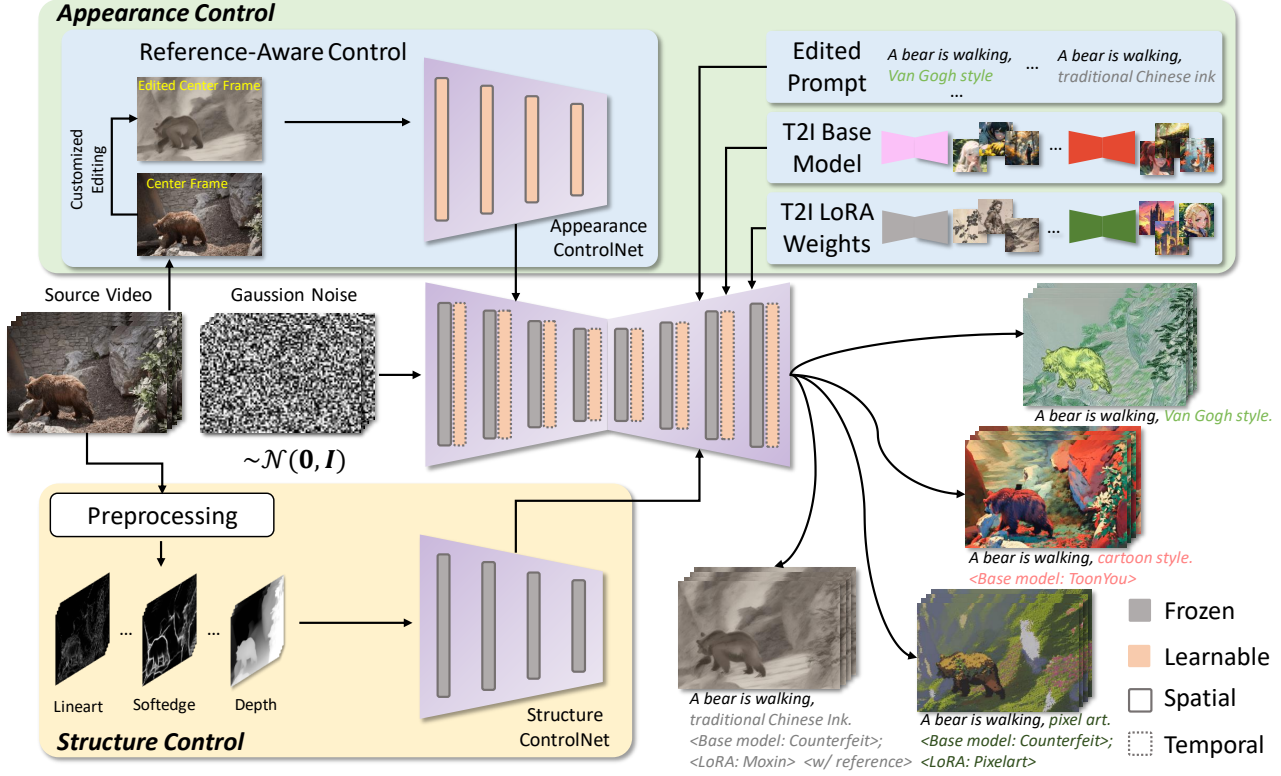 Appearance Control
Reference-Aware Control
Edited Center Frame
Customized
Editing
Center Frame
Appearance
ControlNet
Edited
Prompt
A bear is walking,
Van Gogh style
...
...
A bear is walking,
traditional Chinese ink
T2I Base
Model
...
T2I LoRA
Weights
...
Source Video
Gaussion Noise
~𝒩(0, I)
Preprocessing
...
...
Lineart
Softedge
Depth
Structure
ControlNet
Structure Control
A bear is walking, Van Gogh style.
A bear is walking, cartoon style.
<Base model: ToonYou>
A bear is walking,
traditional Chinese Ink.
<Base model: Counterfeit>;
<LoRA: Moxin> <w/ reference>
A bear is walking, pixel art.
<Base model: Counterfeit>;
<LoRA: Pixelart>
Frozen
Learnable
Spatial
Temporal